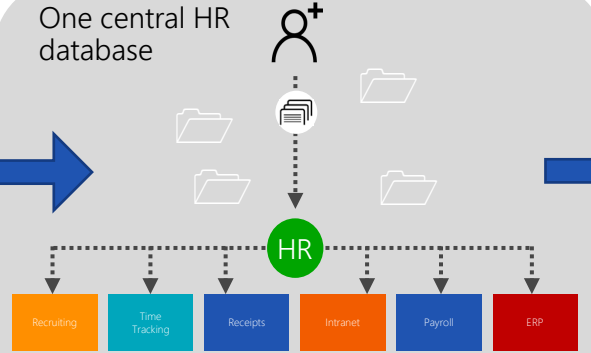 One central HR
database
HR
Recruiting
Time
Tracking
Receipts
Intranet
Payroll
ERP